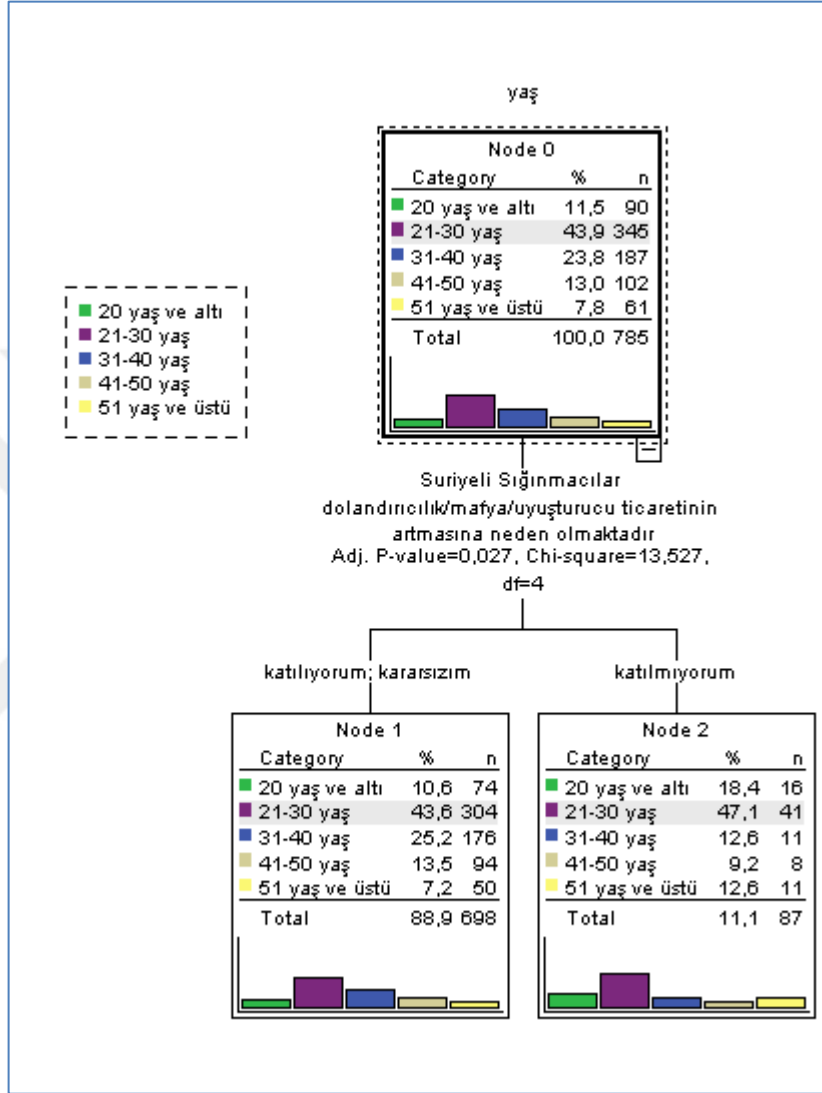 yaş
Node 0
Category % n
20 yaş ve altı 11,5 90
21-30 yaş 43,9 345
31-40 yaş 23,8 187
41-50 yaş 13,0 102
51 yaş ve üstü 7,8 61
Total 100,0 785
20 yaş ve altı
21-30 yaş
31-40 yaş
41-50 yaş
51 yaş ve üstü
Suriyeli Sığınmacılar
dolandırıcılık/mafya/uyuşturucu ticaretinin
artmasına neden olmaktadır
Adj. P-value=0,027, Chi-square=13,527,
df=4
katılıyorum; kararsızım
katılmıyorum
Node 1
Category % n
20 yaş ve altı 10,6 74
21-30 yaş 43,6 304
31-40 yaş 25,2 176
41-50 yaş 13,5 94
51 yaş ve üstü 7,2 50
Total 88,9 698
Node 2
Category % n
20 yaş ve altı 18,4 16
21-30 yaş 47,1 41
31-40 yaş 12,6 11
41-50 yaş 9,2 8
51 yaş ve üstü 12,6 11
Total 11,1 87